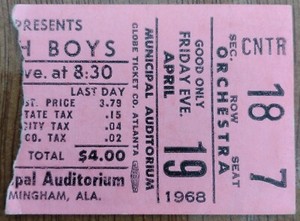 PRESENTS
H BOYS
ve. at 8:30
LAST DAY
ST. PRICE 3.79
STATE TAX .15
CITY TAX .04
CO. TAX .02
TOTAL $4.00
pal Auditorium
MINGHAM, ALA.
GLOBE TICKET CO. ATLANTA
MUNICIPAL AUDITORIUM
GOOD ONLY
FRIDAY EVE.
APRIL
19
1968
SEC.
ORCHESTRA
ROW
SEAT
CNTR
18
7